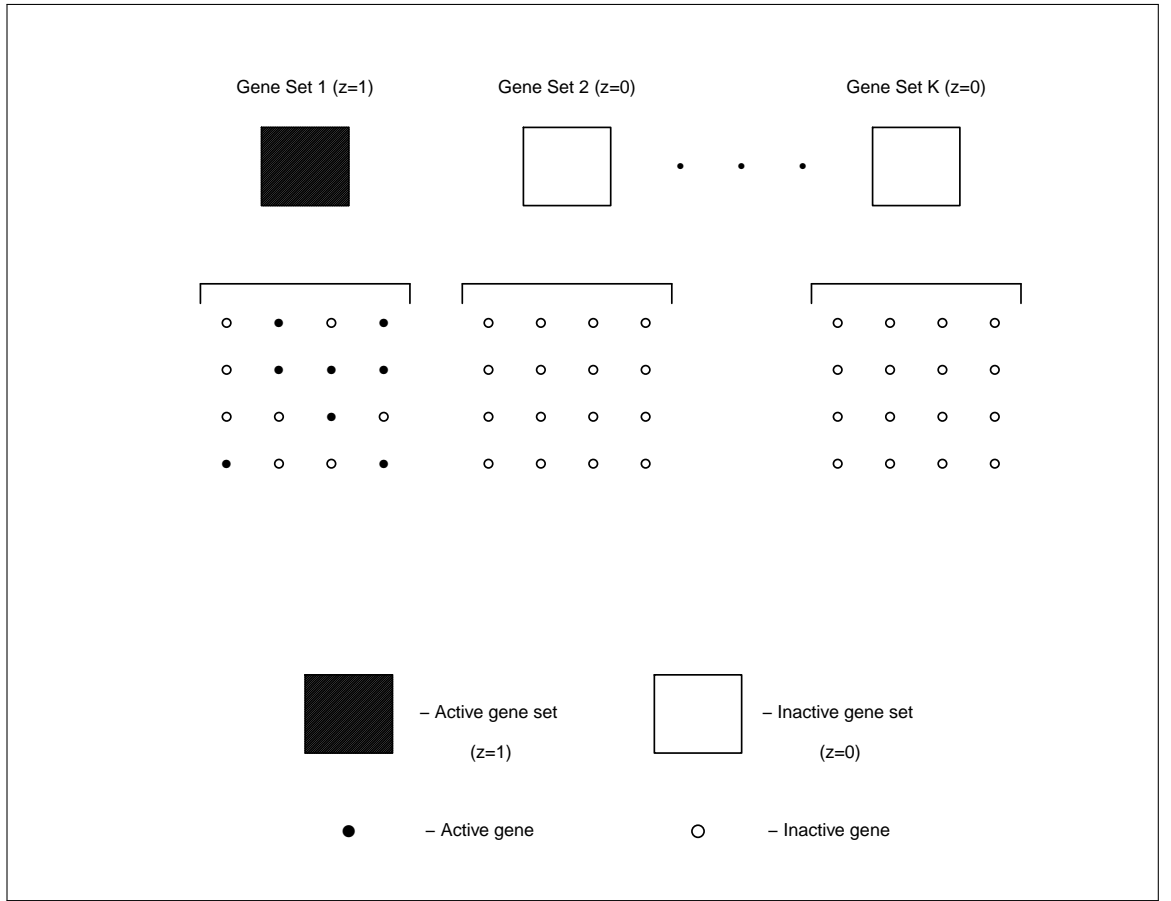 Gene Set 1 (z=1) Gene Set 2 (z=0) Gene Set K (z=0)
– Active gene set – Inactive gene set
(z=1) (z=0)
– Active gene – Inactive gene